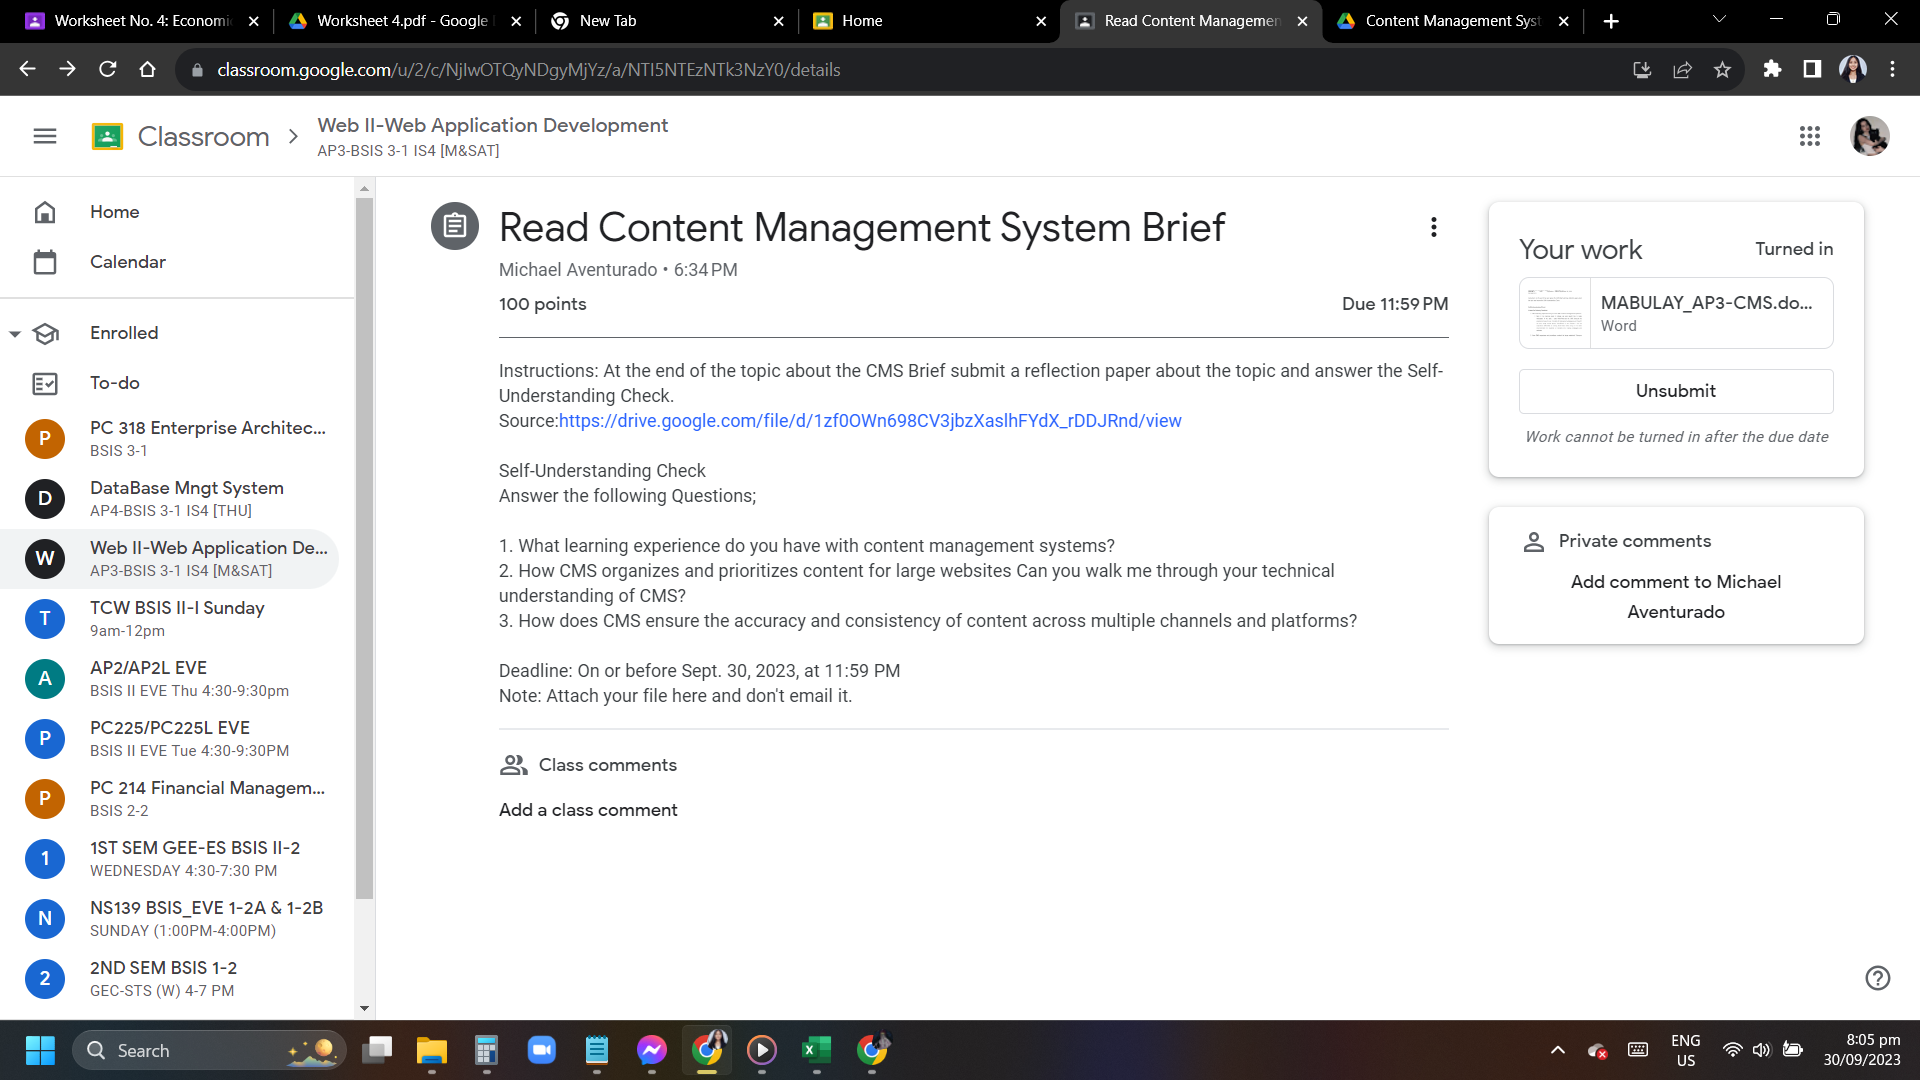 Worksheet No. 4: Economi
Worksheet 4.pdf - Google
New Tab
Home
Read Content Managemen
Content Management Syst
classroom.google.com/u/2/c/NjIwOTQyNDgyMjYz/a/NTI5NTEzNTk3NzY0/details
Classroom
Web II-Web Application Development
AP3-BSIS 3-1 IS4 [M&SAT]
Home
Calendar
Enrolled
To-do
P
PC 318 Enterprise Architec...
BSIS 3-1
D
DataBase Mngt System
AP4-BSIS 3-1 IS4 [THU]
W
Web II-Web Application De...
AP3-BSIS 3-1 IS4 [M&SAT]
T
TCW BSIS II-I Sunday
9am-12pm
A
AP2/AP2L EVE
BSIS II EVE Thu 4:30-9:30pm
P
PC225/PC225L EVE
BSIS II EVE Tue 4:30-9:30PM
P
PC 214 Financial Managem...
BSIS 2-2
1
1ST SEM GEE-ES BSIS II-2
WEDNESDAY 4:30-7:30 PM
N
NS139 BSIS_EVE 1-2A & 1-2B
SUNDAY (1:00PM-4:00PM)
2
2ND SEM BSIS 1-2
GEC-STS (W) 4-7 PM
Read Content Management System Brief
Michael Aventurado • 6:34 PM
100 points
Due 11:59 PM
Instructions: At the end of the topic about the CMS Brief submit a reflection paper about the topic and answer the Self-
Understanding Check.
Source:https://drive.google.com/file/d/1zf0OWn698CV3jbzXaslhFYdX_rDDJRnd/view
Self-Understanding Check
Answer the following Questions;
1. What learning experience do you have with content management systems?
2. How CMS organizes and prioritizes content for large websites Can you walk me through your technical
understanding of CMS?
3. How does CMS ensure the accuracy and consistency of content across multiple channels and platforms?
Deadline: On or before Sept. 30, 2023, at 11:59 PM
Note: Attach your file here and don't email it.
Class comments
Add a class comment
Your work
Turned in
MABULAY_AP3-CMS.do...
Word
Unsubmit
Work cannot be turned in after the due date
Private comments
Add comment to Michael
Aventurado
Search
ENG
US
8:05 pm
30/09/2023